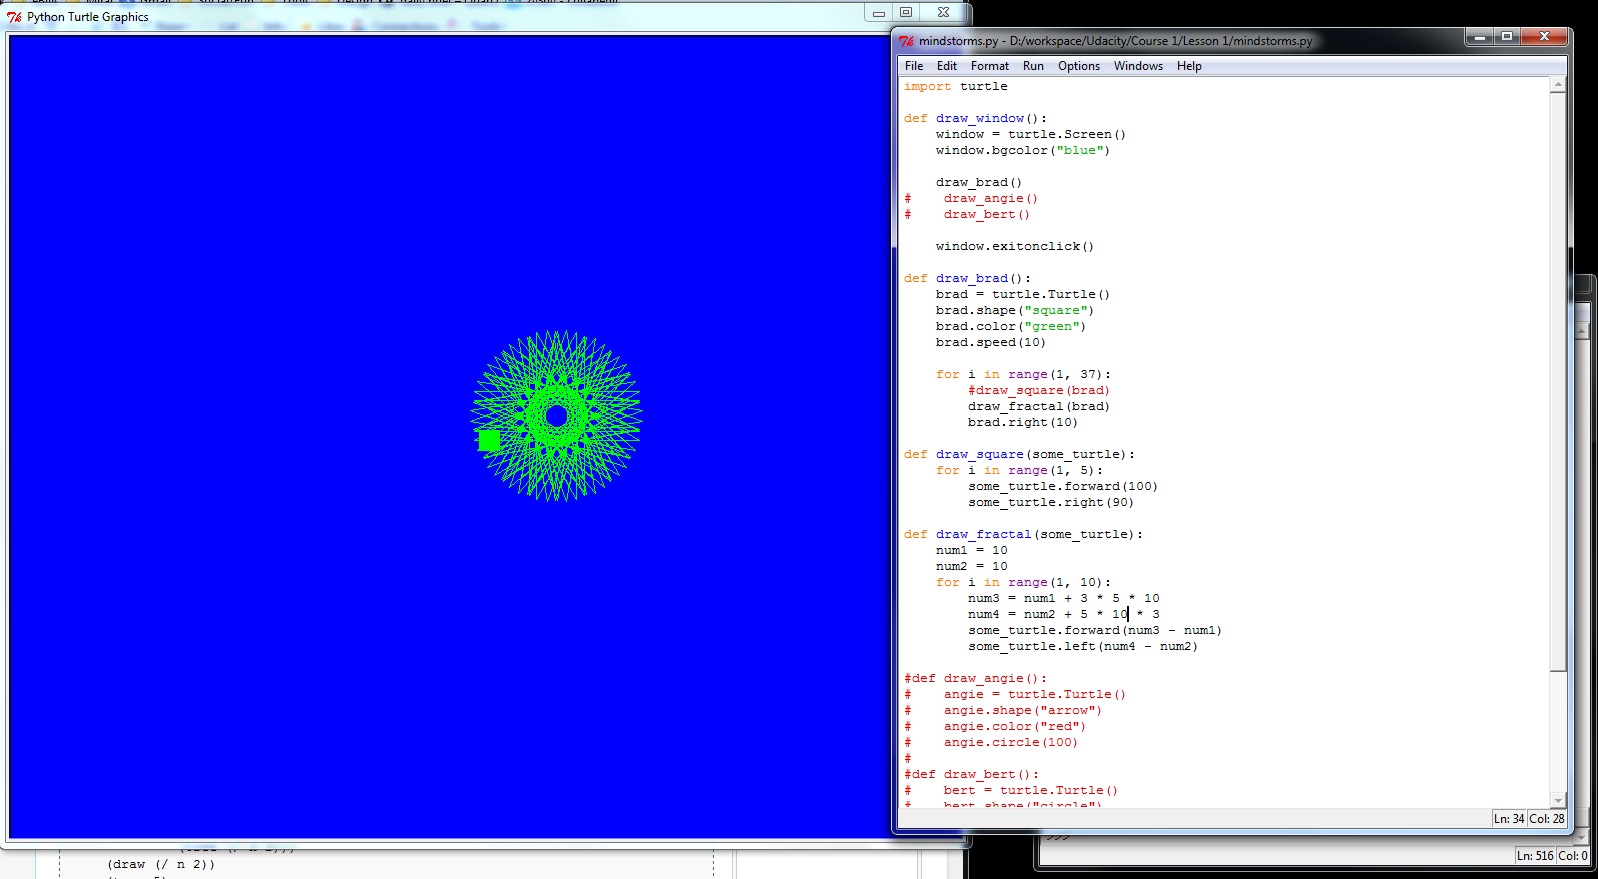 Python Turtle Graphics
mindstorms.py - D:/workspace/Udacity/Course 1/Lesson 1/mindstorms.py
File Edit Format Run Options Windows Help
import turtle
def draw_window():
    window = turtle.Screen()
    window.bgcolor("blue")
    draw_brad()
#    draw_angie()
#    draw_bert()
    window.exitonclick()
def draw_brad():
    brad = turtle.Turtle()
    brad.shape("square")
    brad.color("green")
    brad.speed(10)
    for i in range(1, 37):
        #draw_square(brad)
        draw_fractal(brad)
        brad.right(10)
def draw_square(some_turtle):
    for i in range(1, 5):
        some_turtle.forward(100)
        some_turtle.right(90)
def draw_fractal(some_turtle):
    num1 = 10
    num2 = 10
    for i in range(1, 10):
        num3 = num1 + 3 * 5 * 10
        num4 = num2 + 5 * 10 * 3
        some_turtle.forward(num3 - num1)
        some_turtle.left(num4 - num2)
#def draw_angie():
#    angie = turtle.Turtle()
#    angie.shape("arrow")
#    angie.color("red")
#    angie.circle(100)
#
#def draw_bert():
#    bert = turtle.Turtle()
#    bert.shape("circle")
Ln: 34 Col: 28
Ln: 516 Col: 0
(draw (/ n 2))